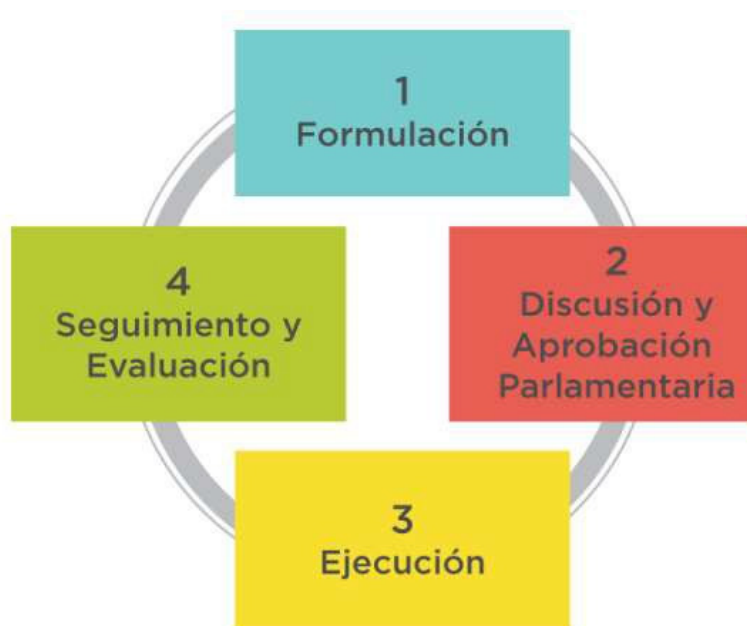 1
Formulación
2
Discusión y
Aprobación
Parlamentaria
3
Ejecución
4
Seguimiento y
Evaluación